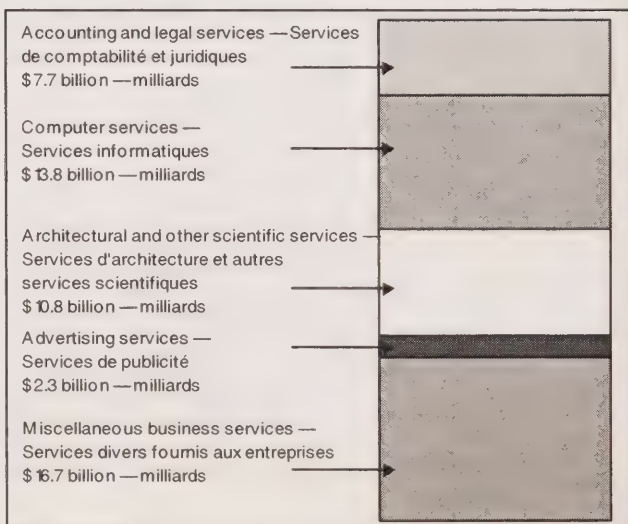 Accounting and legal services — Services
de comptabilité et juridiques
$7.7 billion — milliards
Computer services —
Services informatiques
$13.8 billion — milliards
Architectural and other scientific services —
Services d'architecture et autres
services scientifiques
$10.8 billion — milliards
Advertising services —
Services de publicité
$2.3 billion — milliards
Miscellaneous business services —
Services divers fournis aux entreprises
$16.7 billion — milliards